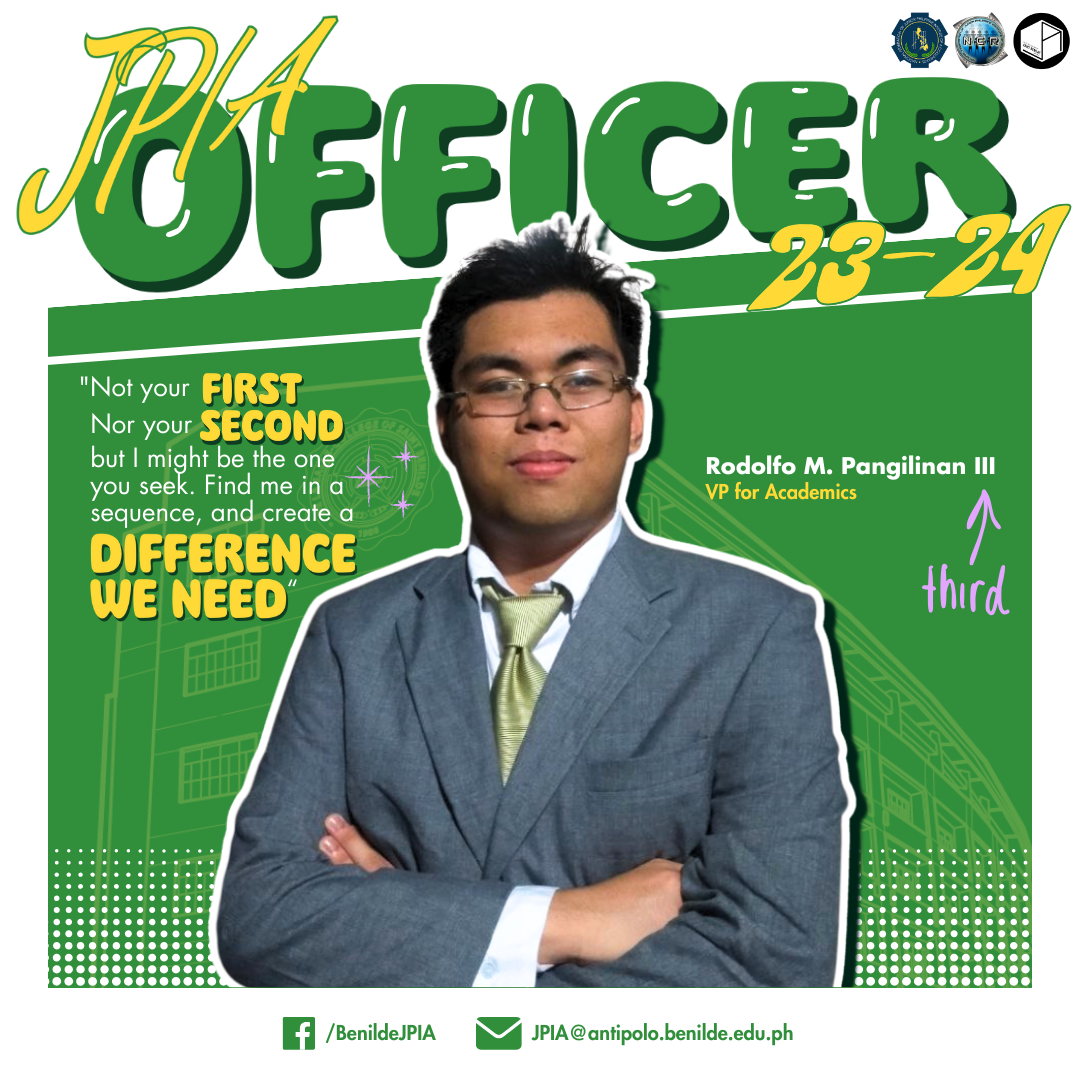 JPIA
OFFICER
23-24
"Not your FIRST
Nor your SECOND
but I might be the one
you seek. Find me in a
sequence, and create a
DIFFERENCE
WE NEED“
Rodolfo M. Pangilinan III
VP for Academics
third
/BenildeJPIA
JPIA@antipolo.benilde.edu.ph
NCR